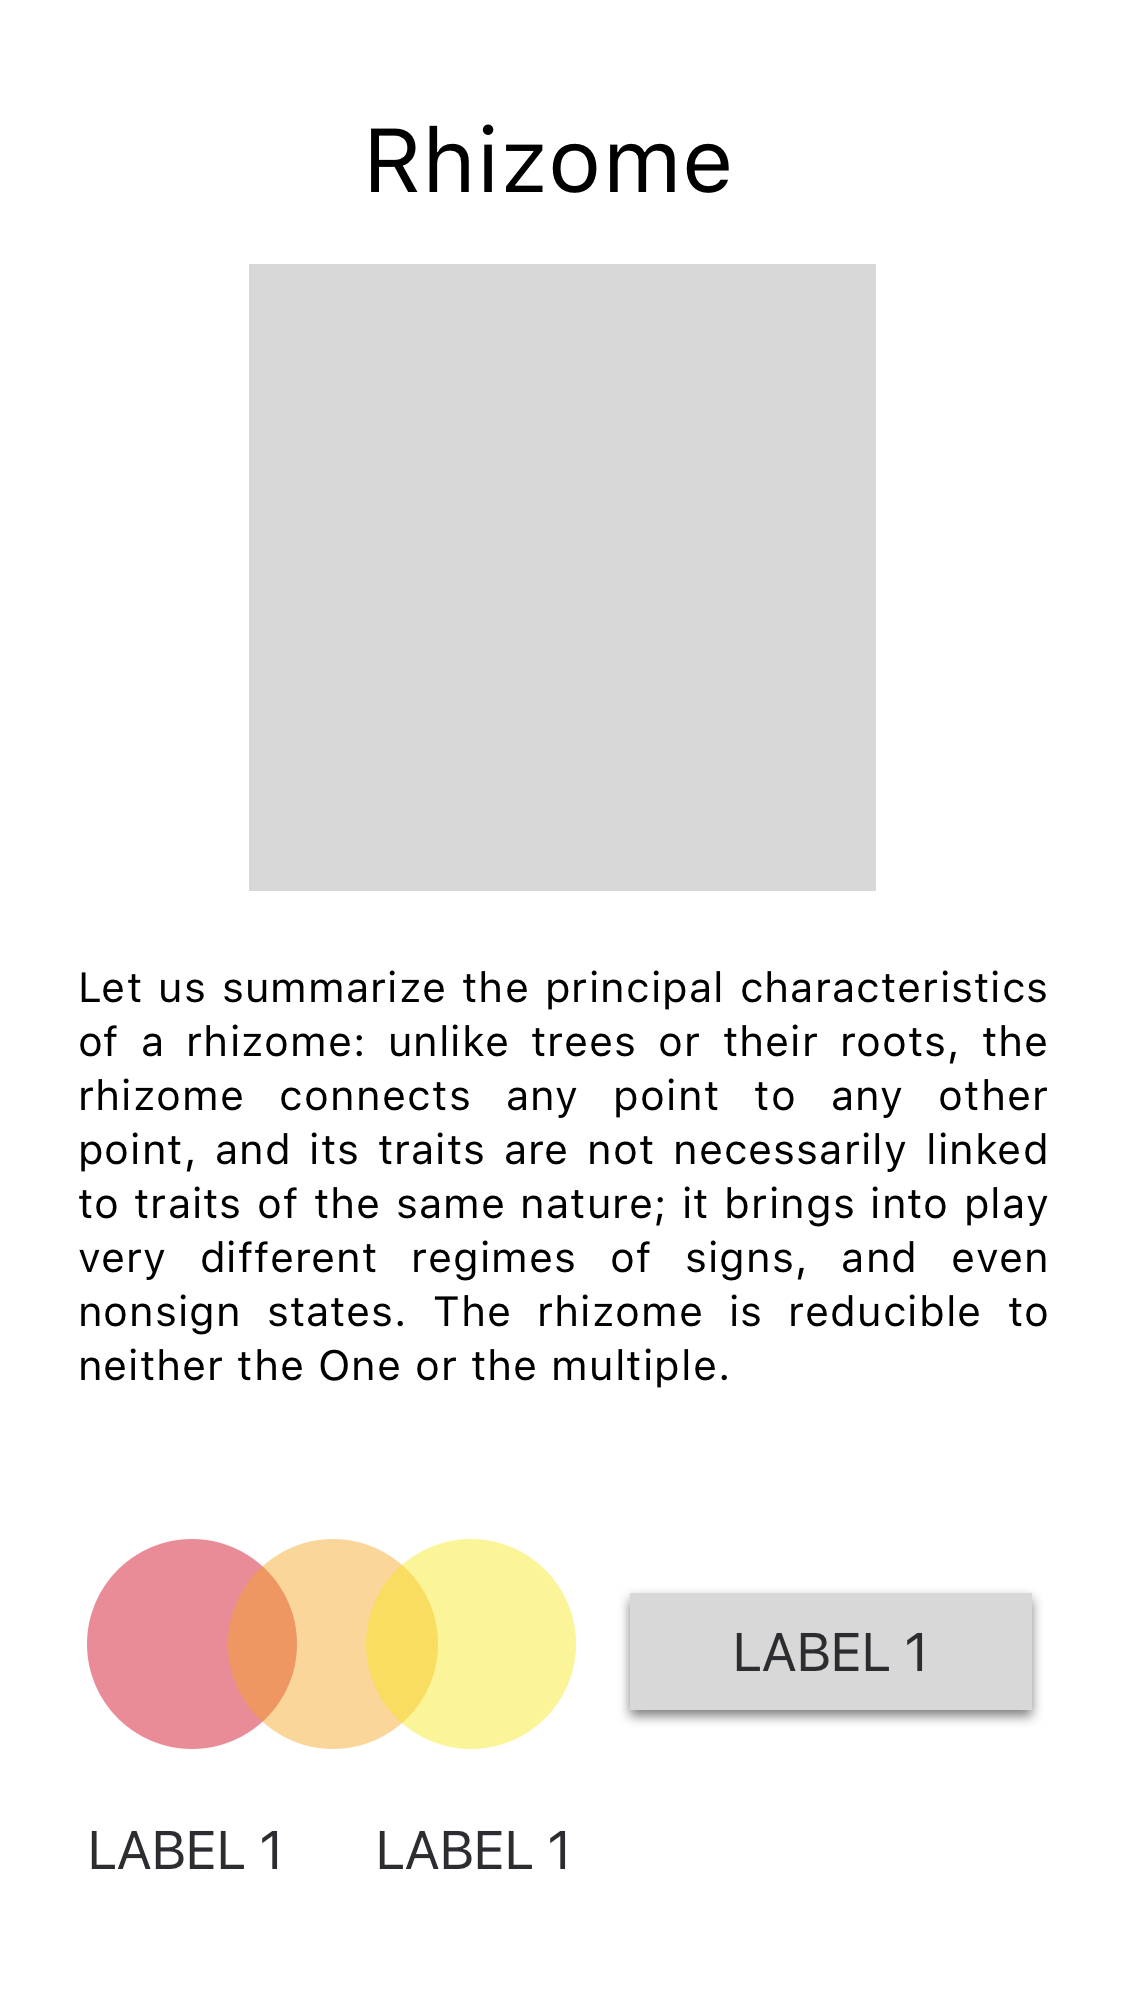 Rhizome
Let us summarize the principal characteristics
of a rhizome: unlike trees or their roots, the
rhizome connects any point to any other
point, and its traits are not necessarily linked
to traits of the same nature; it brings into play
very different regimes of signs, and even
nonsign states. The rhizome is reducible to
neither the One or the multiple.
LABEL 1
LABEL 1 LABEL 1